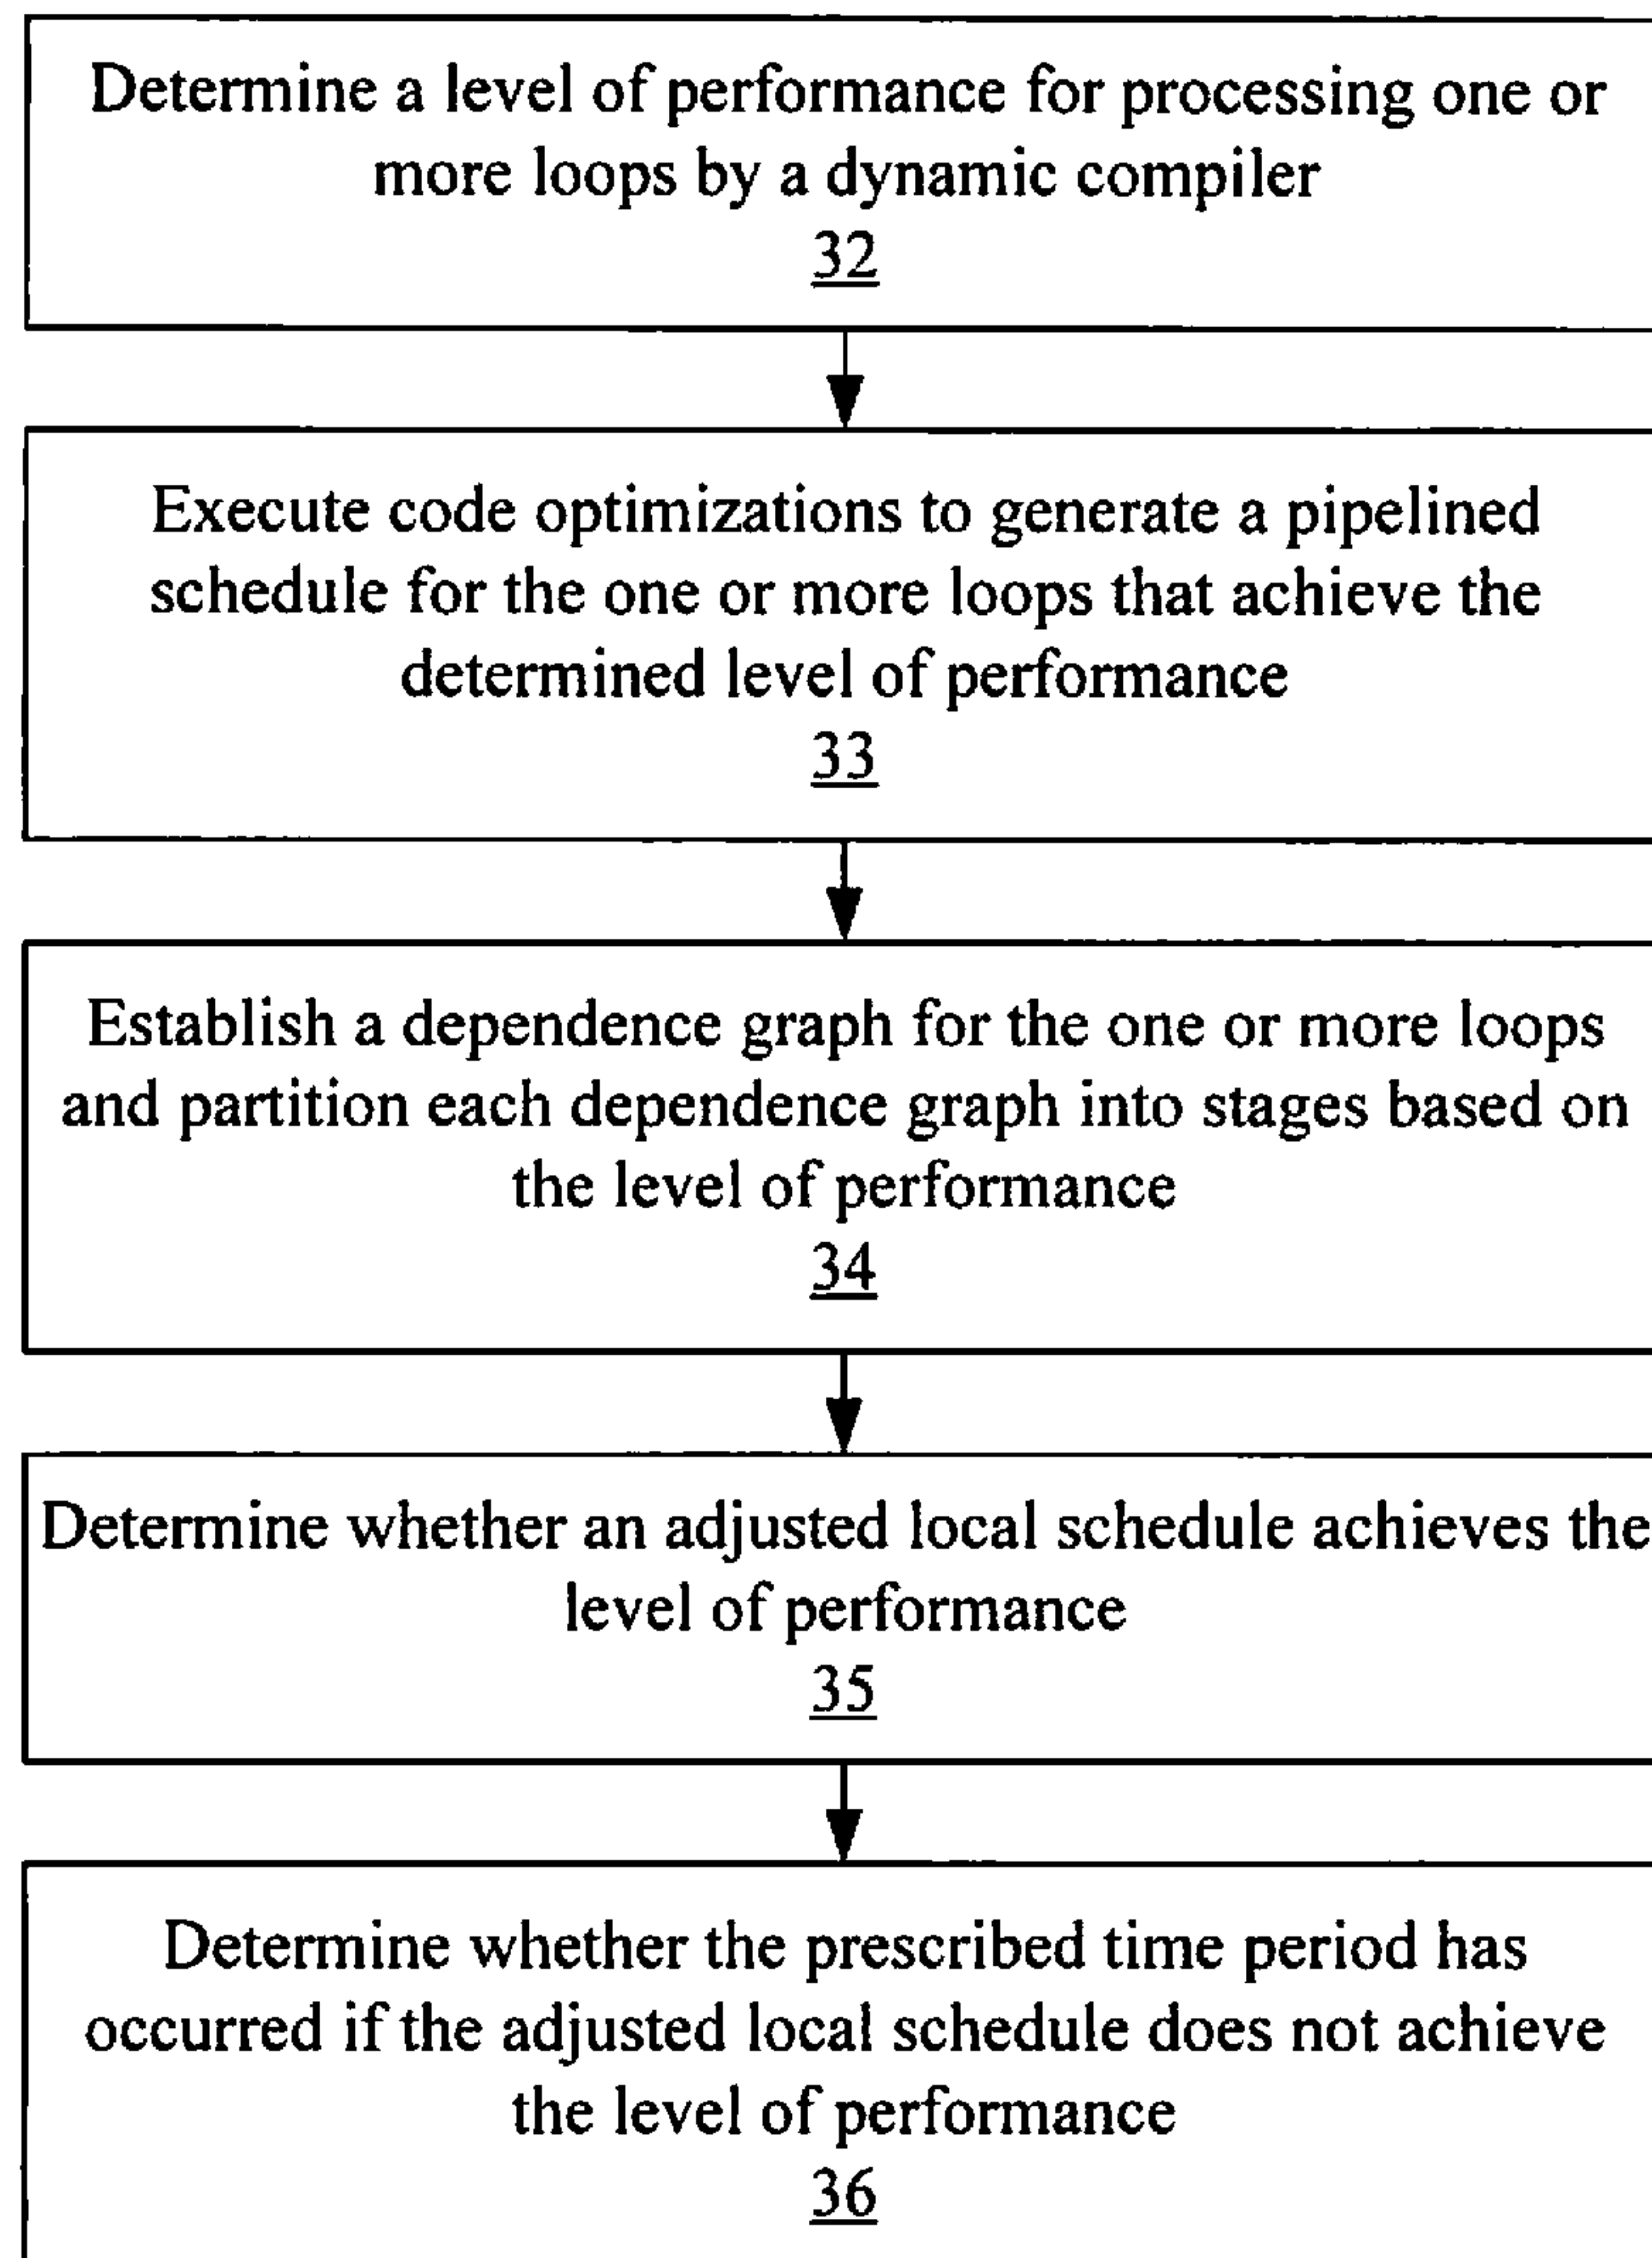 Determine a level of performance for processing one or
more loops by a dynamic compiler
32
Execute code optimizations to generate a pipelined
schedule for the one or more loops that achieve the
determined level of performance
33
Establish a dependence graph for the one or more loops
and partition each dependence graph into stages based on
the level of performance
34
Determine whether an adjusted local schedule achieves the
level of performance
35
Determine whether the prescribed time period has
occurred if the adjusted local schedule does not achieve
the level of performance
36